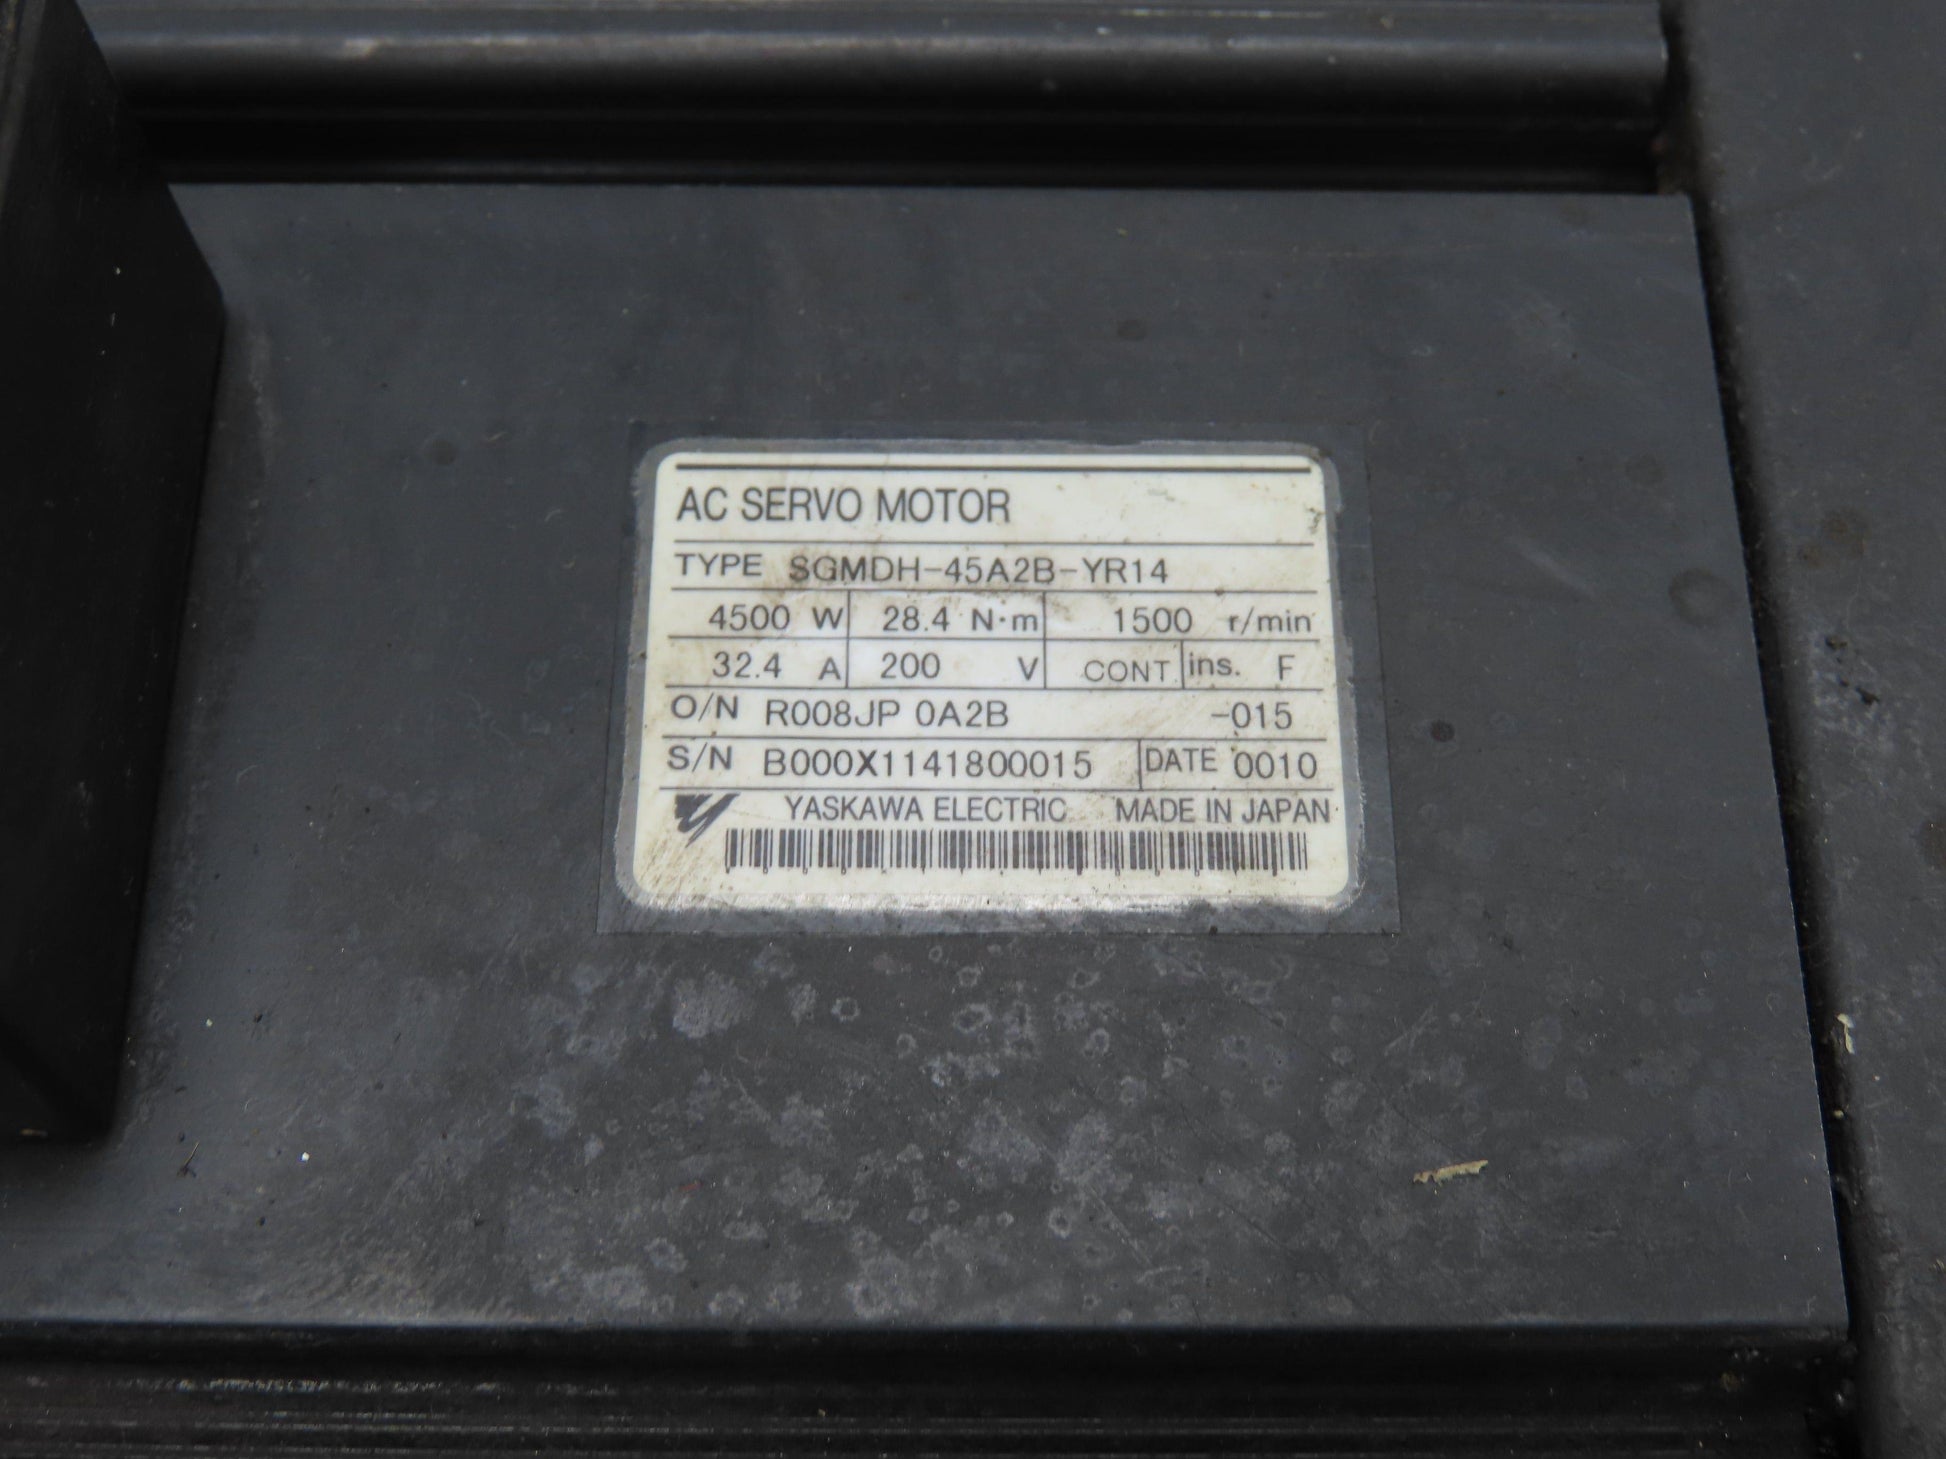 AC SERVO MOTOR
TYPE SGMDH-45A2B-YR14
4500 W 28.4 N·m 1500 r/min
32.4 A 200 V CONT ins. F
O/N R008JP 0A2B -015
S/N B000X1141800015 DATE 0010
YASKAWA ELECTRIC MADE IN JAPAN